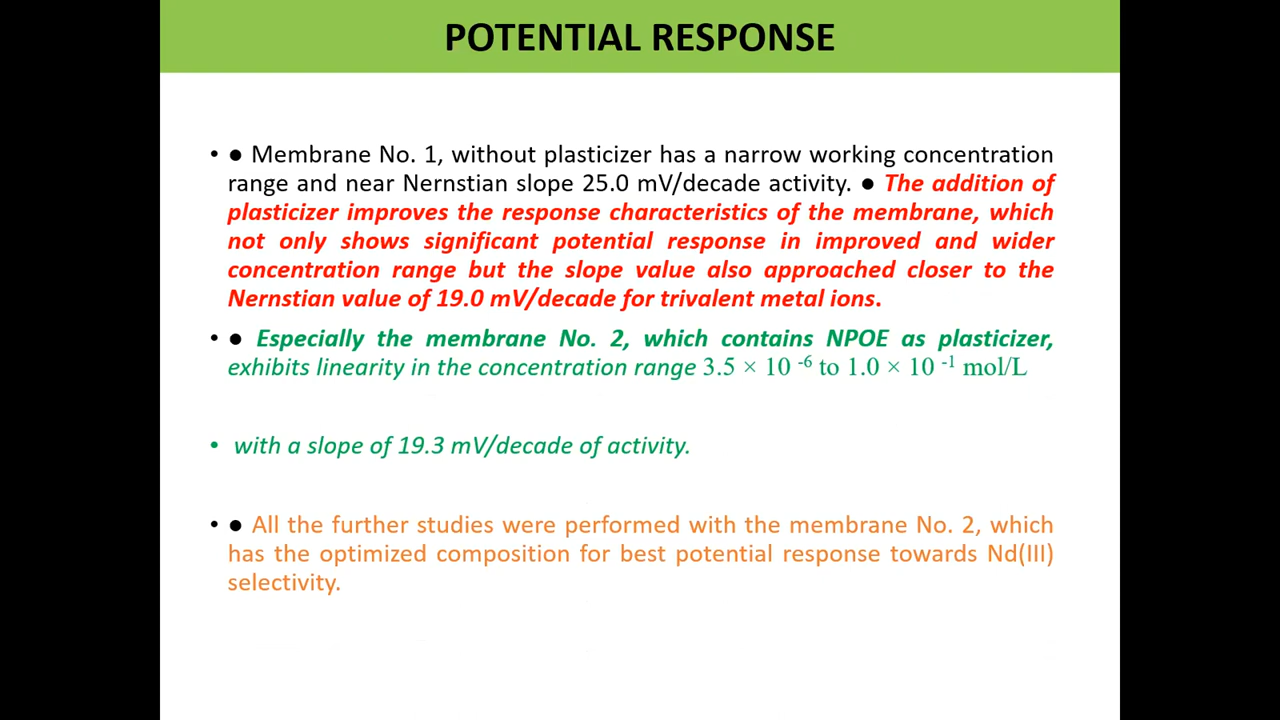 POTENTIAL RESPONSE
• ● Membrane No. 1, without plasticizer has a narrow working concentration
range and near Nernstian slope 25.0 mV/decade activity. ● The addition of
plasticizer improves the response characteristics of the membrane, which
not only shows significant potential response in improved and wider
concentration range but the slope value also approached closer to the
Nernstian value of 19.0 mV/decade for trivalent metal ions.
• ● Especially the membrane No. 2, which contains NPOE as plasticizer,
exhibits linearity in the concentration range 3.5 × 10 ⁻⁶ to 1.0 × 10 ⁻¹ mol/L
• with a slope of 19.3 mV/decade of activity.
• ● All the further studies were performed with the membrane No. 2, which
has the optimized composition for best potential response towards Nd(III)
selectivity.